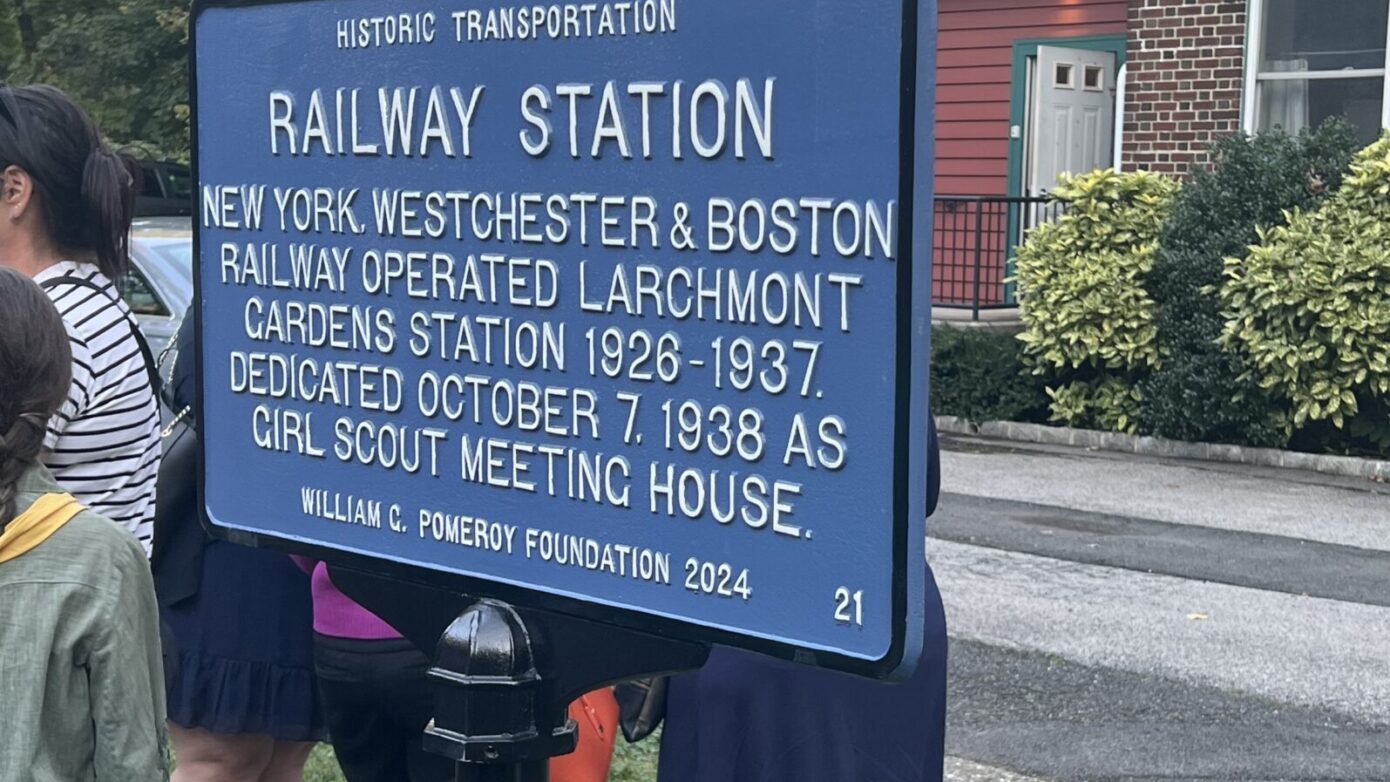 HISTORIC TRANSPORTATION
RAILWAY STATION
NEW YORK, WESTCHESTER & BOSTON
RAILWAY OPERATED LARCHMONT
GARDENS STATION 1926-1937.
DEDICATED OCTOBER 7, 1938 AS
GIRL SCOUT MEETING HOUSE.
WILLIAM G. POMEROY FOUNDATION 2024
21